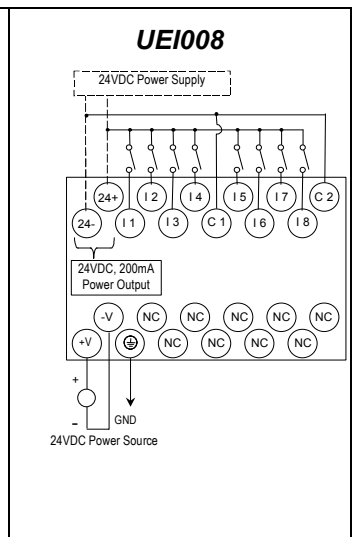 UEI008
24VDC Power Supply
24+ I 2 I 4 I 5 I 7 C 2
24- I 1 I 3 C 1 I 6 I 8
24VDC, 200mA
Power Output
-V NC NC NC NC NC
+V NC NC NC NC
+
-
GND
24VDC Power Source